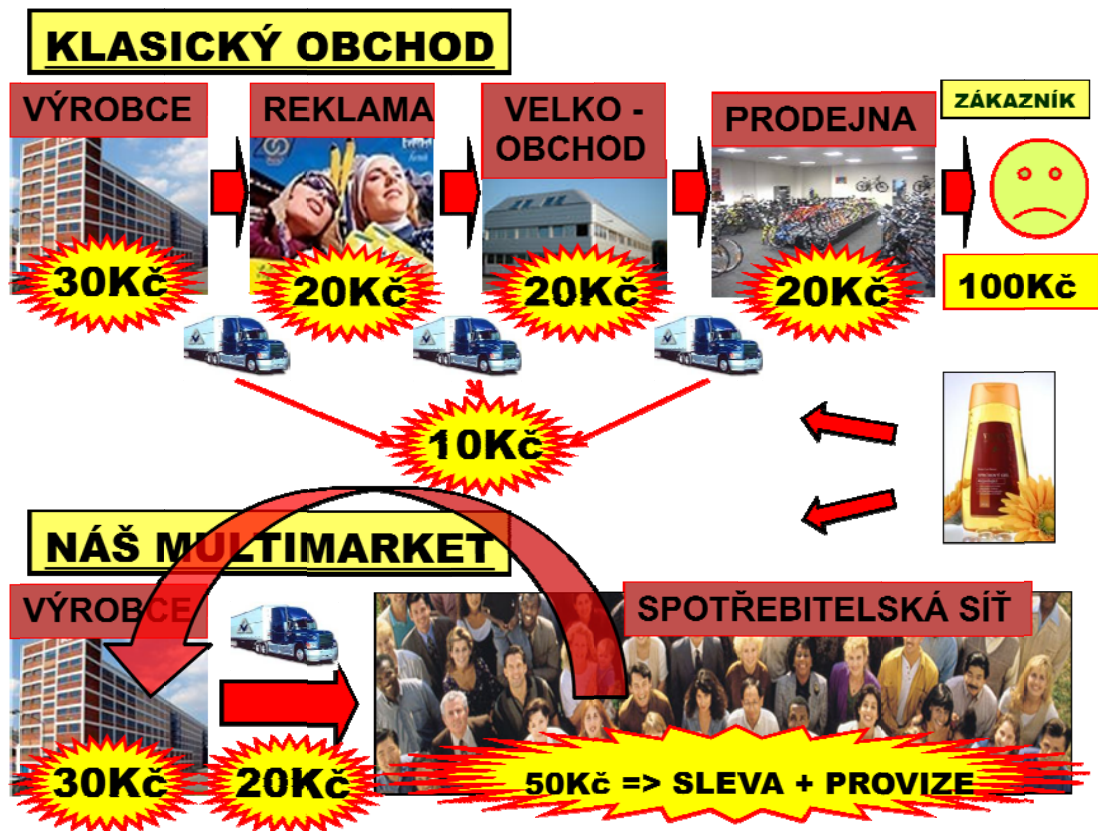 KLASICKÝ OBCHOD
VÝROBCE
REKLAMA
VELKO -
OBCHOD
PRODEJNA
ZÁKAZNÍK
30Kč
20Kč
20Kč
20Kč
100Kč
10Kč
NÁŠ MULTIMARKET
VÝROBCE
SPOTŘEBITELSKÁ SÍŤ
30Kč
20Kč
50Kč => SLEVA + PROVIZE